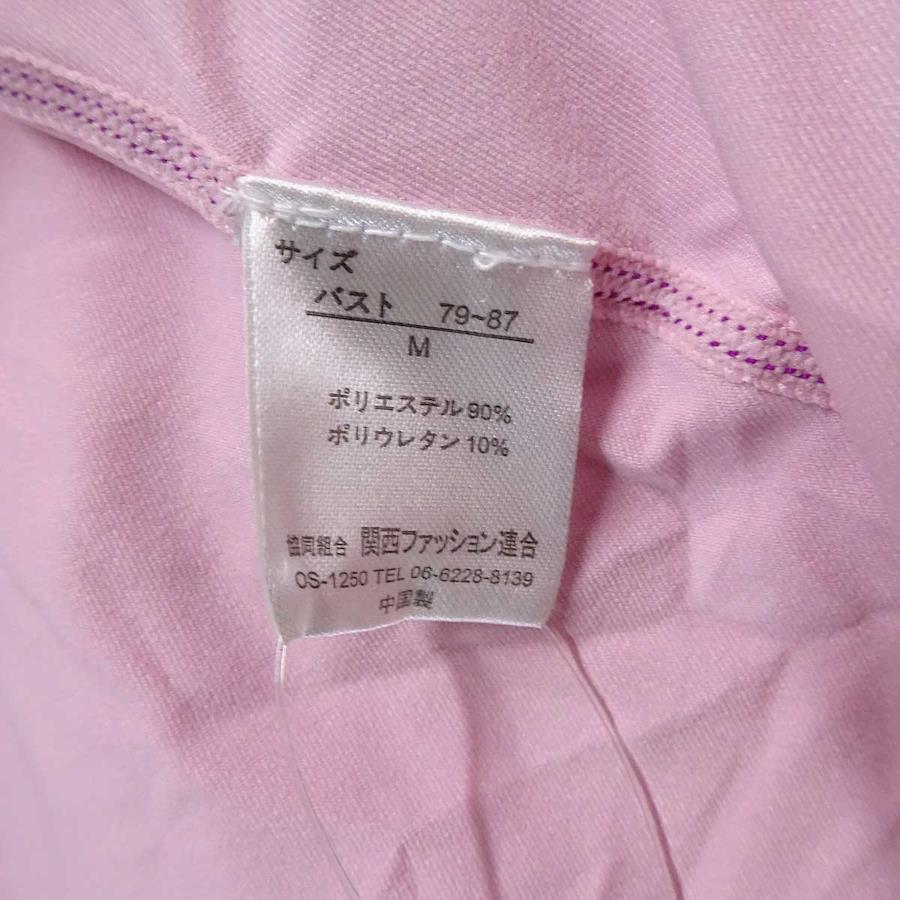 サイズ
バスト 79~87
M
ポリエステル 90%
ポリウレタン 10%
協同組合 関西ファッション連合
OS-1250 TEL 06-6228-8139
中国製